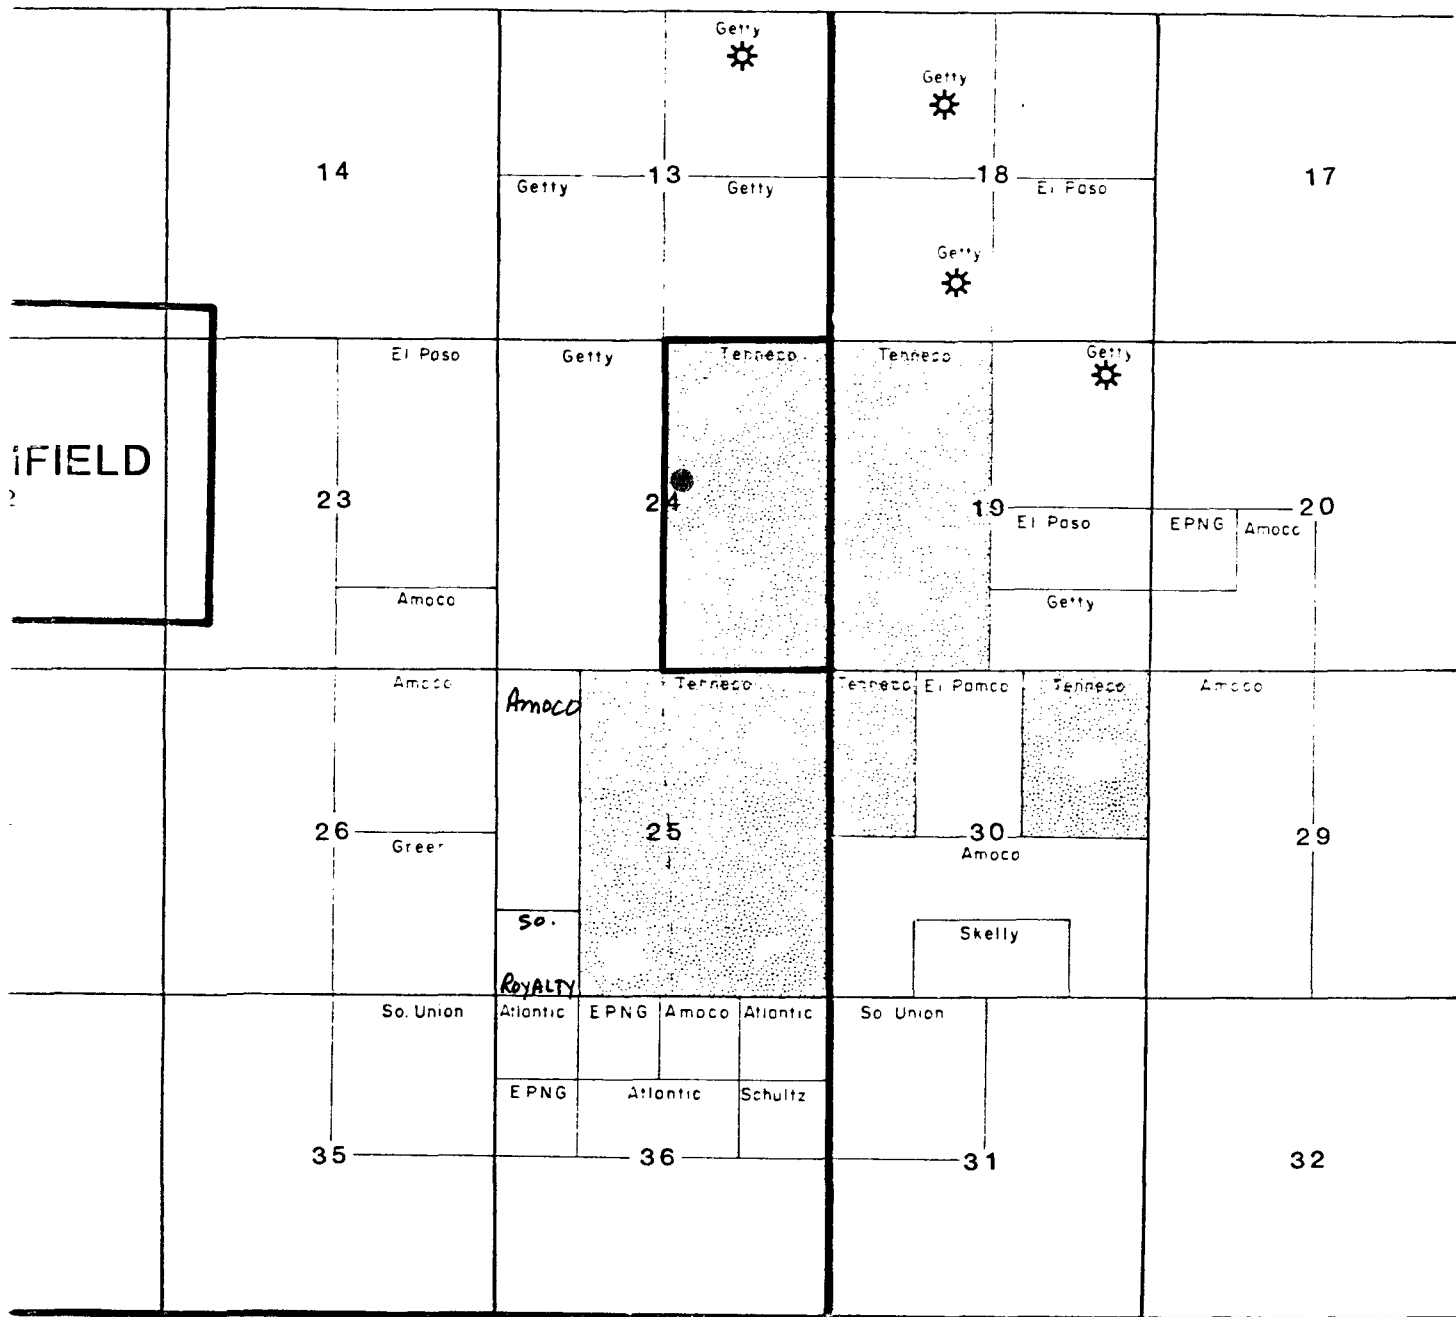 Getty
Getty
14
13
18
17
Getty
Getty
El Paso
Getty
El Paso
Getty
Tenneco
Tenneco
Getty
IFIELD
23
24
19
20
El Paso
EPNG
Amoco
Amoco
Getty
Amoco
Amoco
Tenneco
Tenneco
El Pamco
Tenneco
Amoco
26
25
30
29
Greer
Amoco
So.
Skelly
ROYALTY
So. Union
Atlantic
EPNG
Amoco
Atlantic
So Union
EPNG
Atlantic
Schultz
35
36
31
32